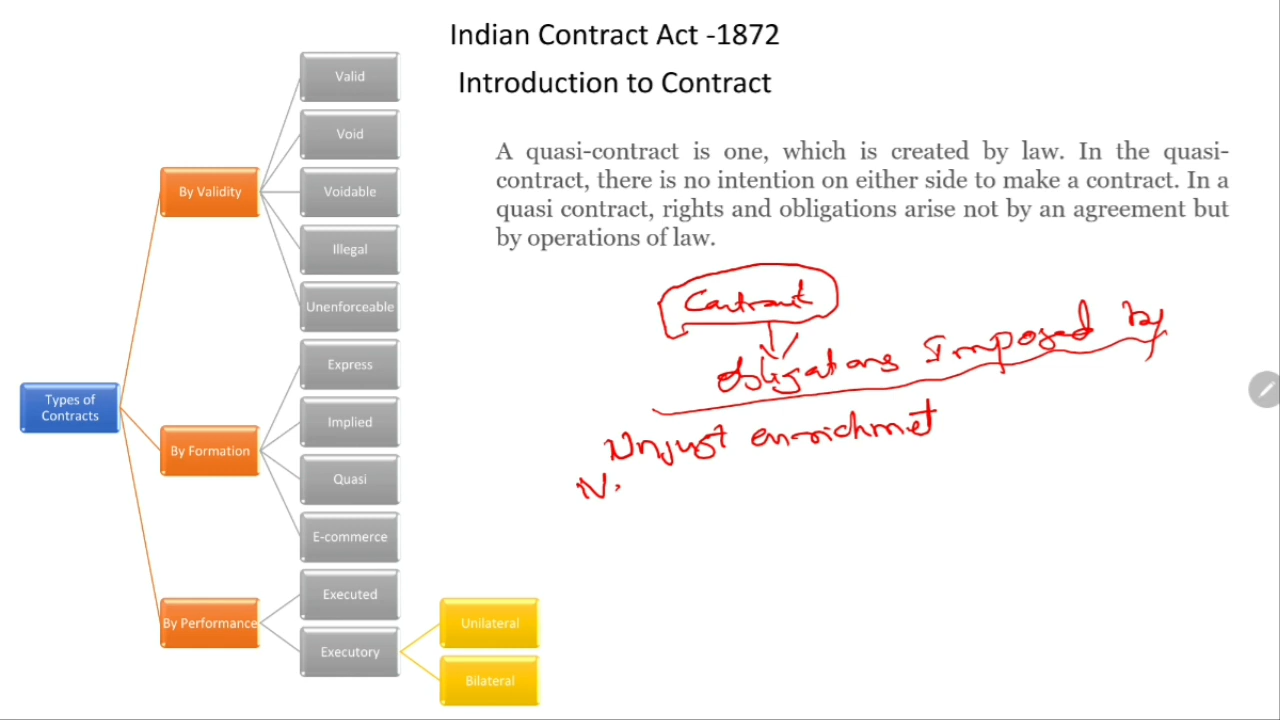 Indian Contract Act -1872
Introduction to Contract
A quasi-contract is one, which is created by law. In the quasi-
contract, there is no intention on either side to make a contract. In a
quasi contract, rights and obligations arise not by an agreement but
by operations of law.
Contract
obligations Imposed by
Unjust enrichmet
N.
Types of
Contracts
By Validity
Valid
Void
Voidable
Illegal
Unenforceable
By Formation
Express
Implied
Quasi
E-commerce
By Performance
Executed
Executory
Unilateral
Bilateral